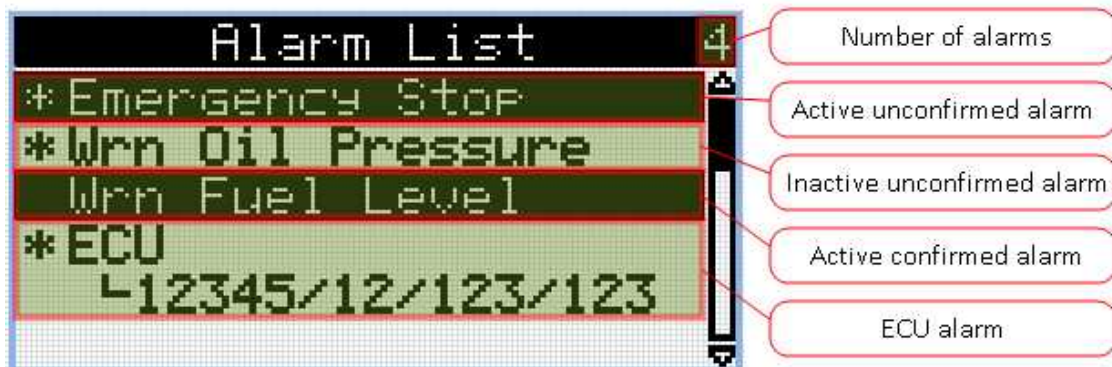 Alarm List 4
*Emergency Stop
*Wrn Oil Pressure
Wrn Fuel Level
*ECU
└12345/12/123/123
Number of alarms
Active unconfirmed alarm
Inactive unconfirmed alarm
Active confirmed alarm
ECU alarm